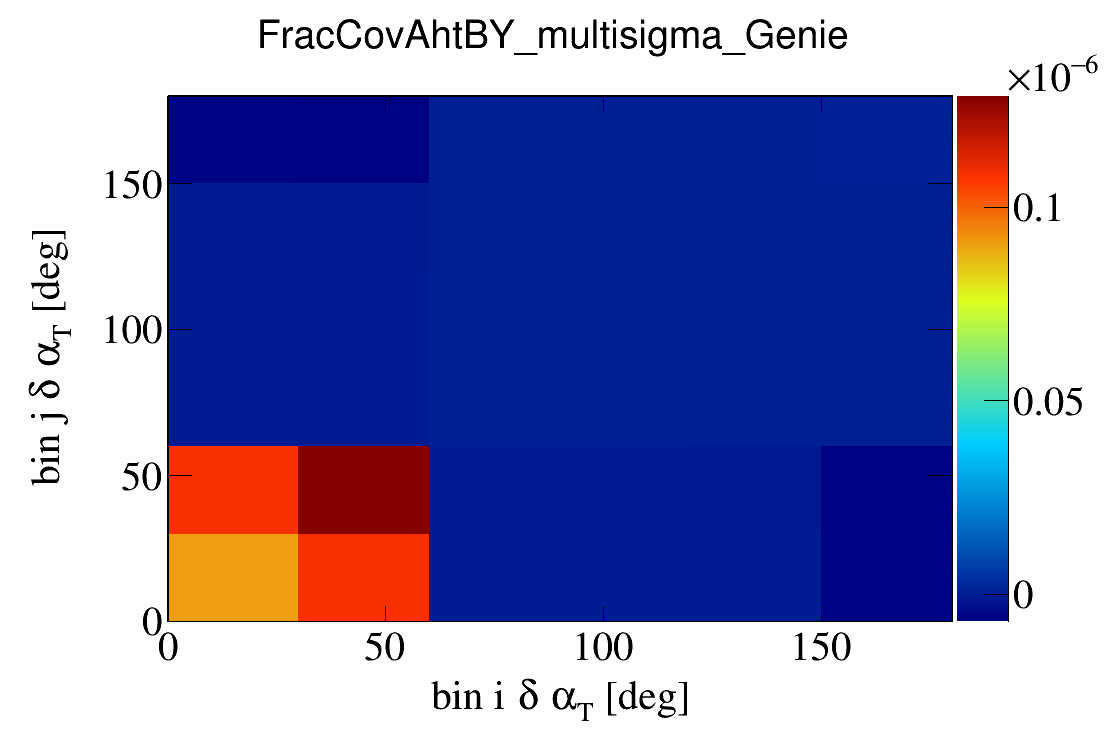 FracCovAhtBY_multisigma_Genie
×10⁻⁶
150
100
50
0
0.1
0.05
0
0 50 100 150
bin j δ α_T [deg]
bin i δ α_T [deg]